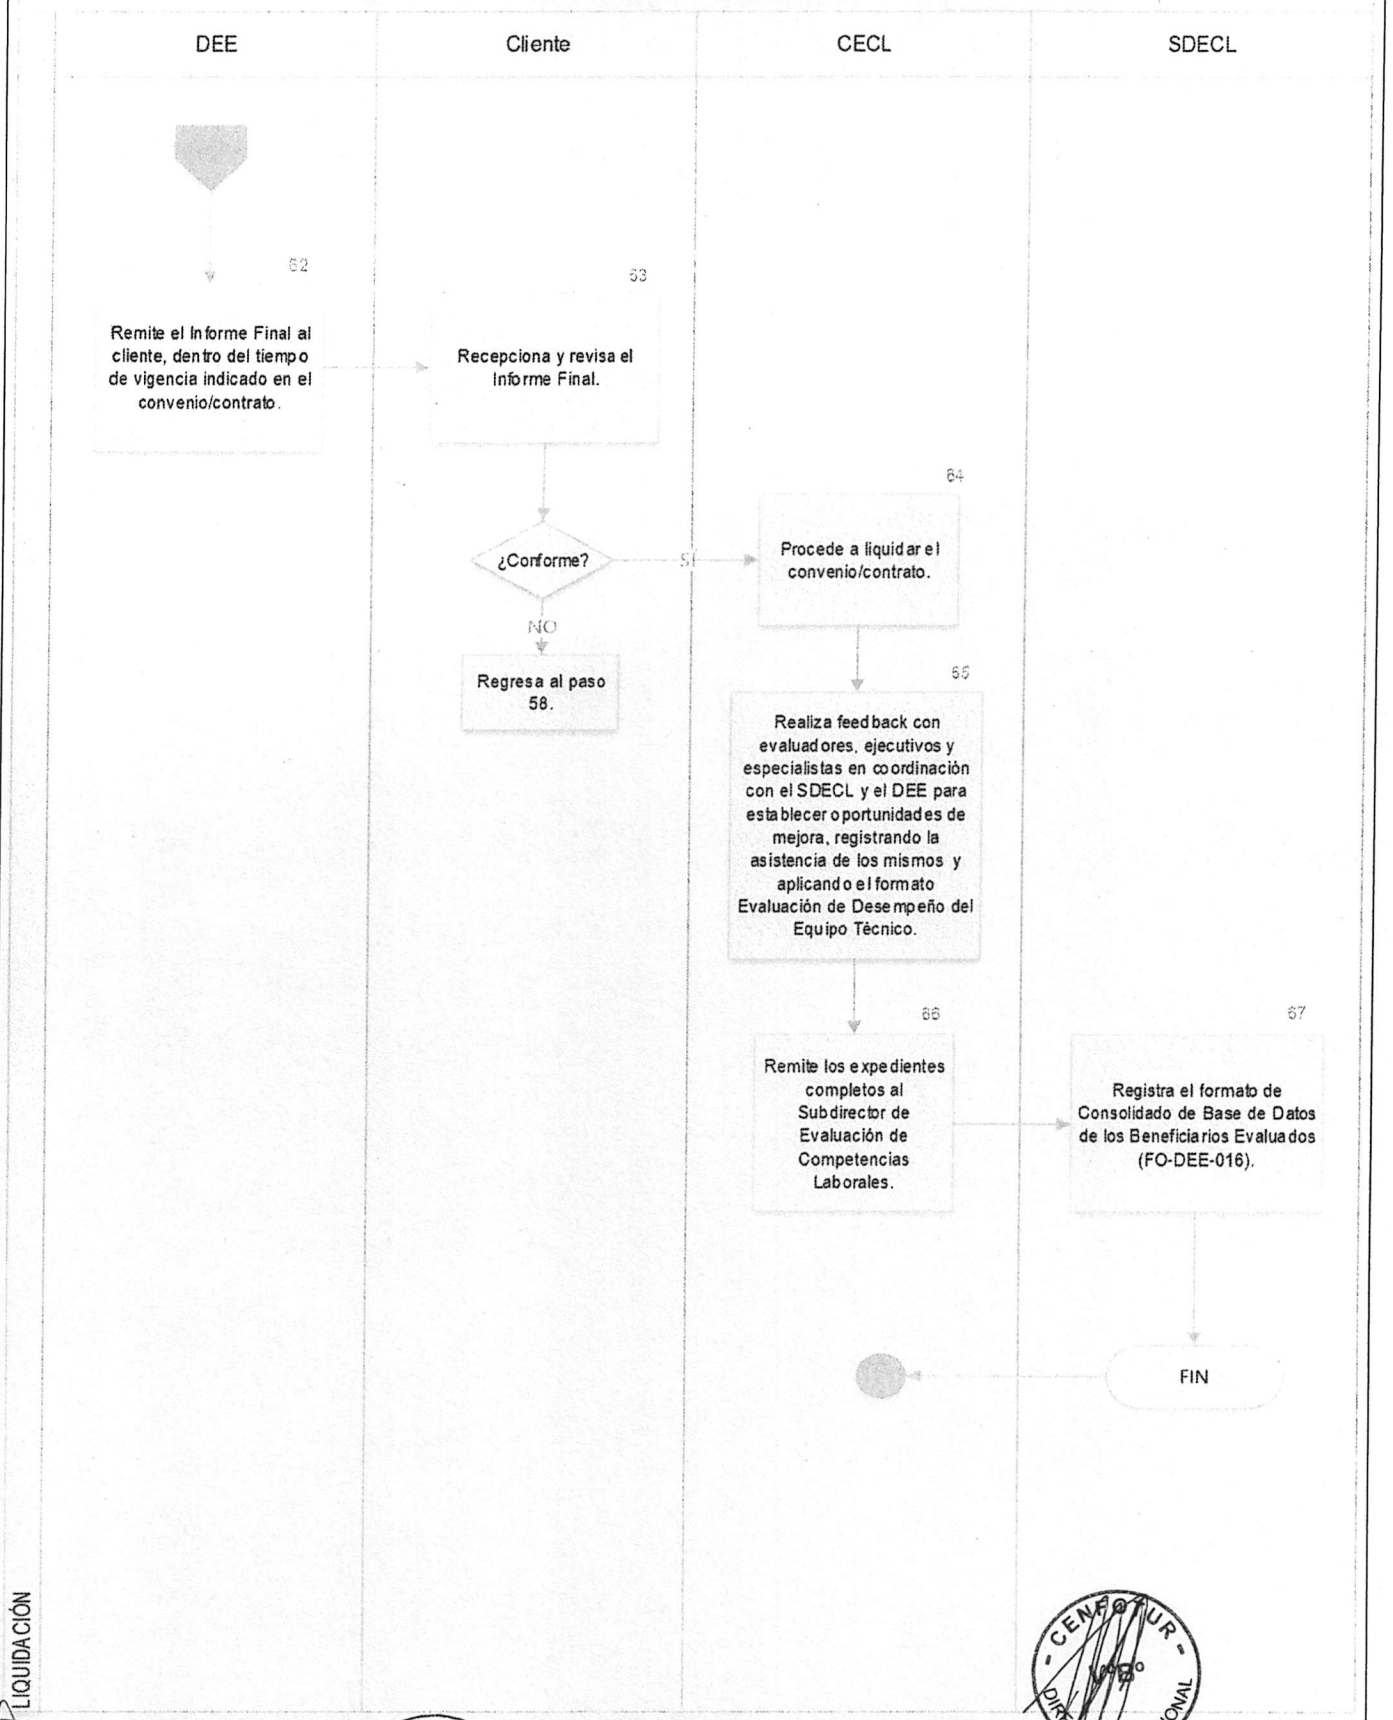 DEE
Cliente
CECL
SDECL
62
Remite el Informe Final al
cliente, dentro del tiempo
de vigencia indicado en el
convenio/contrato.
63
Recepciona y revisa el
Informe Final.
¿Conforme?
SÍ
NO
Regresa al paso
58.
64
Procede a liquidar el
convenio/contrato.
65
Realiza feedback con
evaluadores, ejecutivos y
especialistas en coordinación
con el SDECL y el DEE para
establecer oportunidades de
mejora, registrando la
asistencia de los mismos y
aplicando el formato
Evaluación de Desempeño del
Equipo Técnico.
66
Remite los expedientes
completos al
Subdirector de
Evaluación de
Competencias
Laborales.
67
Registra el formato de
Consolidado de Base de Datos
de los Beneficiarios Evaluados
(FO-DEE-016).
FIN
LIQUIDACIÓN
- CENFOTUR -
V°B°